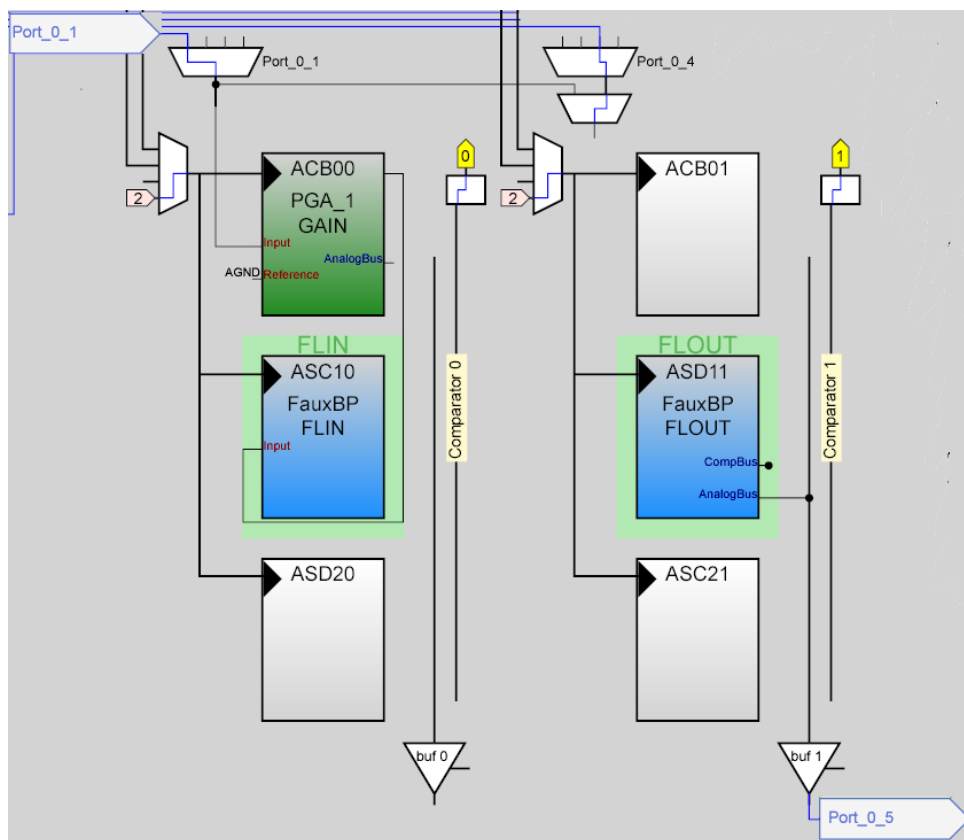 Port_0_1
Port_0_1
Port_0_4
2
ACB00
PGA_1
GAIN
Input
AnalogBus
AGND
Reference
0
2
ACB01
1
FLIN
ASC10
FauxBP
FLIN
Input
Comparator 0
FLOUT
ASD11
FauxBP
FLOUT
CompBus
AnalogBus
Comparator 1
ASD20
ASC21
buf 0
buf 1
Port_0_5